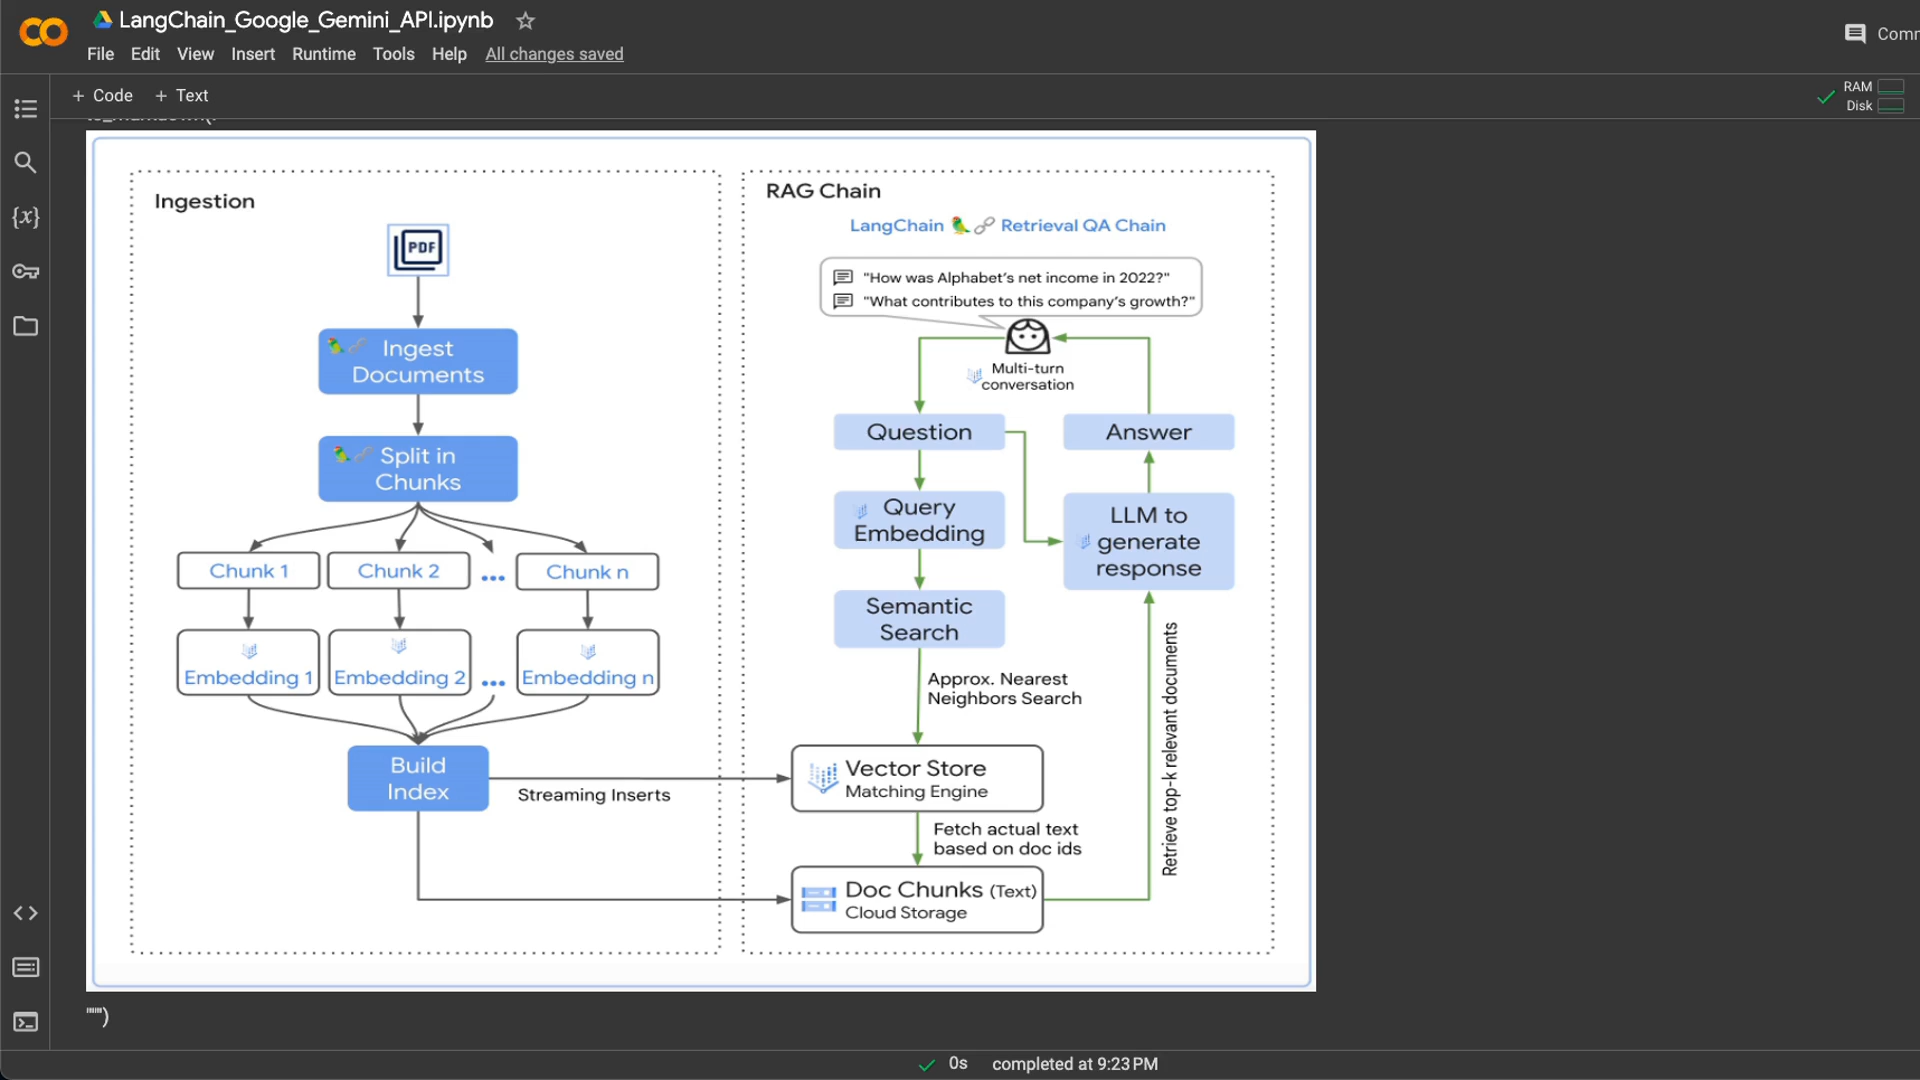 LangChain_Google_Gemini_API.ipynb
File Edit View Insert Runtime Tools Help All changes saved
+ Code + Text
RAM
Disk
Ingestion
PDF
Ingest
Documents
Split in
Chunks
Chunk 1 Chunk 2 ... Chunk n
Embedding 1 Embedding 2 ... Embedding n
Build
Index
Streaming Inserts
RAG Chain
LangChain Retrieval QA Chain
"How was Alphabet's net income in 2022?"
"What contributes to this company's growth?"
Multi-turn
conversation
Question
Answer
Query
Embedding
LLM to
generate
response
Semantic
Search
Approx. Nearest
Neighbors Search
Vector Store
Matching Engine
Fetch actual text
based on doc ids
Doc Chunks (Text)
Cloud Storage
Retrieve top-k relevant documents
""")
0s completed at 9:23 PM